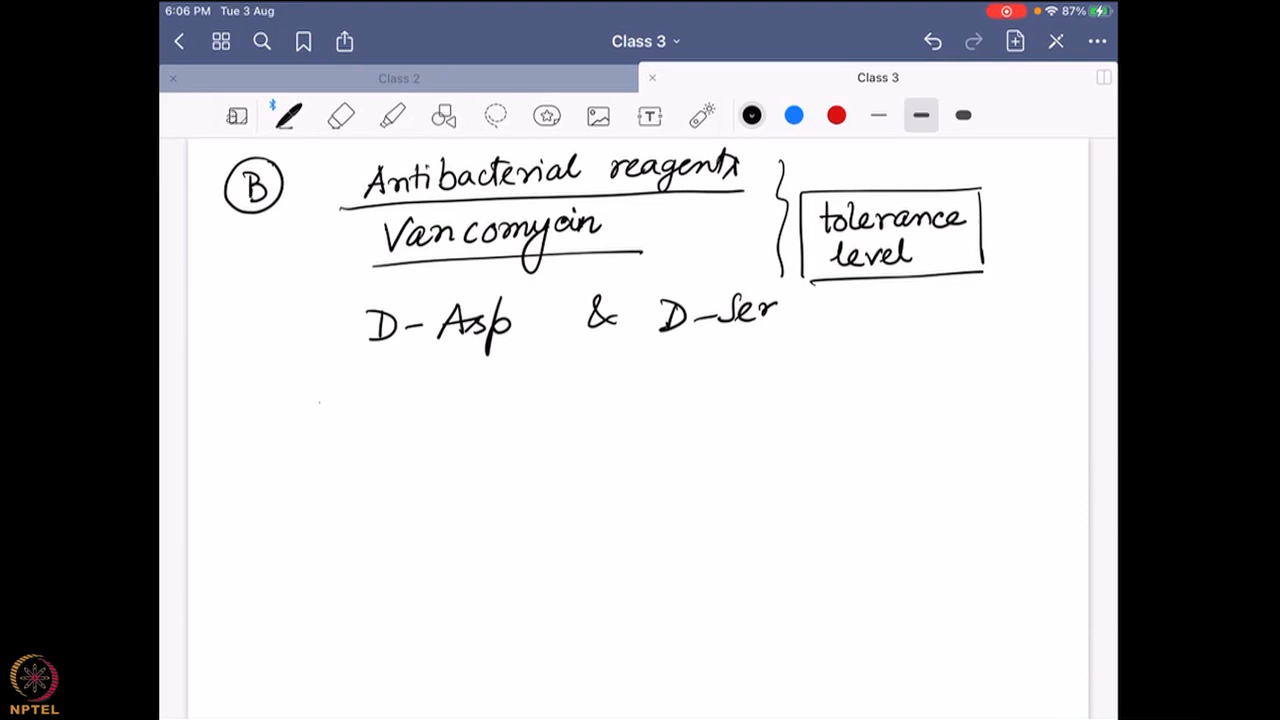 6:06 PM Tue 3 Aug 87%
Class 3
Class 2
Class 3
T
B Antibacterial reagents
Vancomycin
tolerance
level
D-Asp & D-Ser
NPTEL